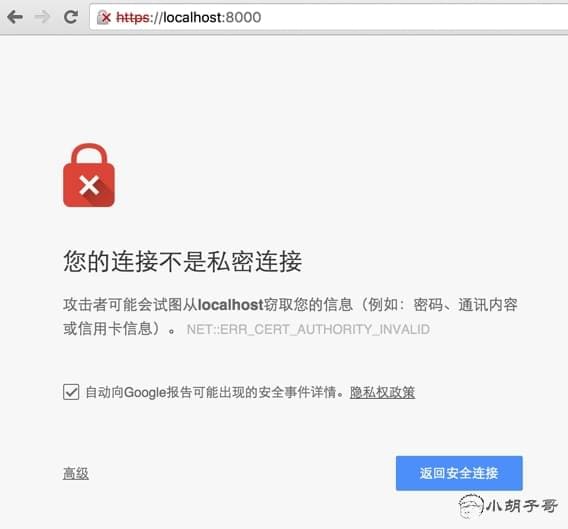 https://localhost:8000
您的连接不是私密连接
攻击者可能会试图从localhost窃取您的信息（例如：密码、通讯内容
或信用卡信息）。 NET::ERR_CERT_AUTHORITY_INVALID
自动向Google报告可能出现的安全事件详情。隐私权政策
高级
返回安全连接
小胡子哥